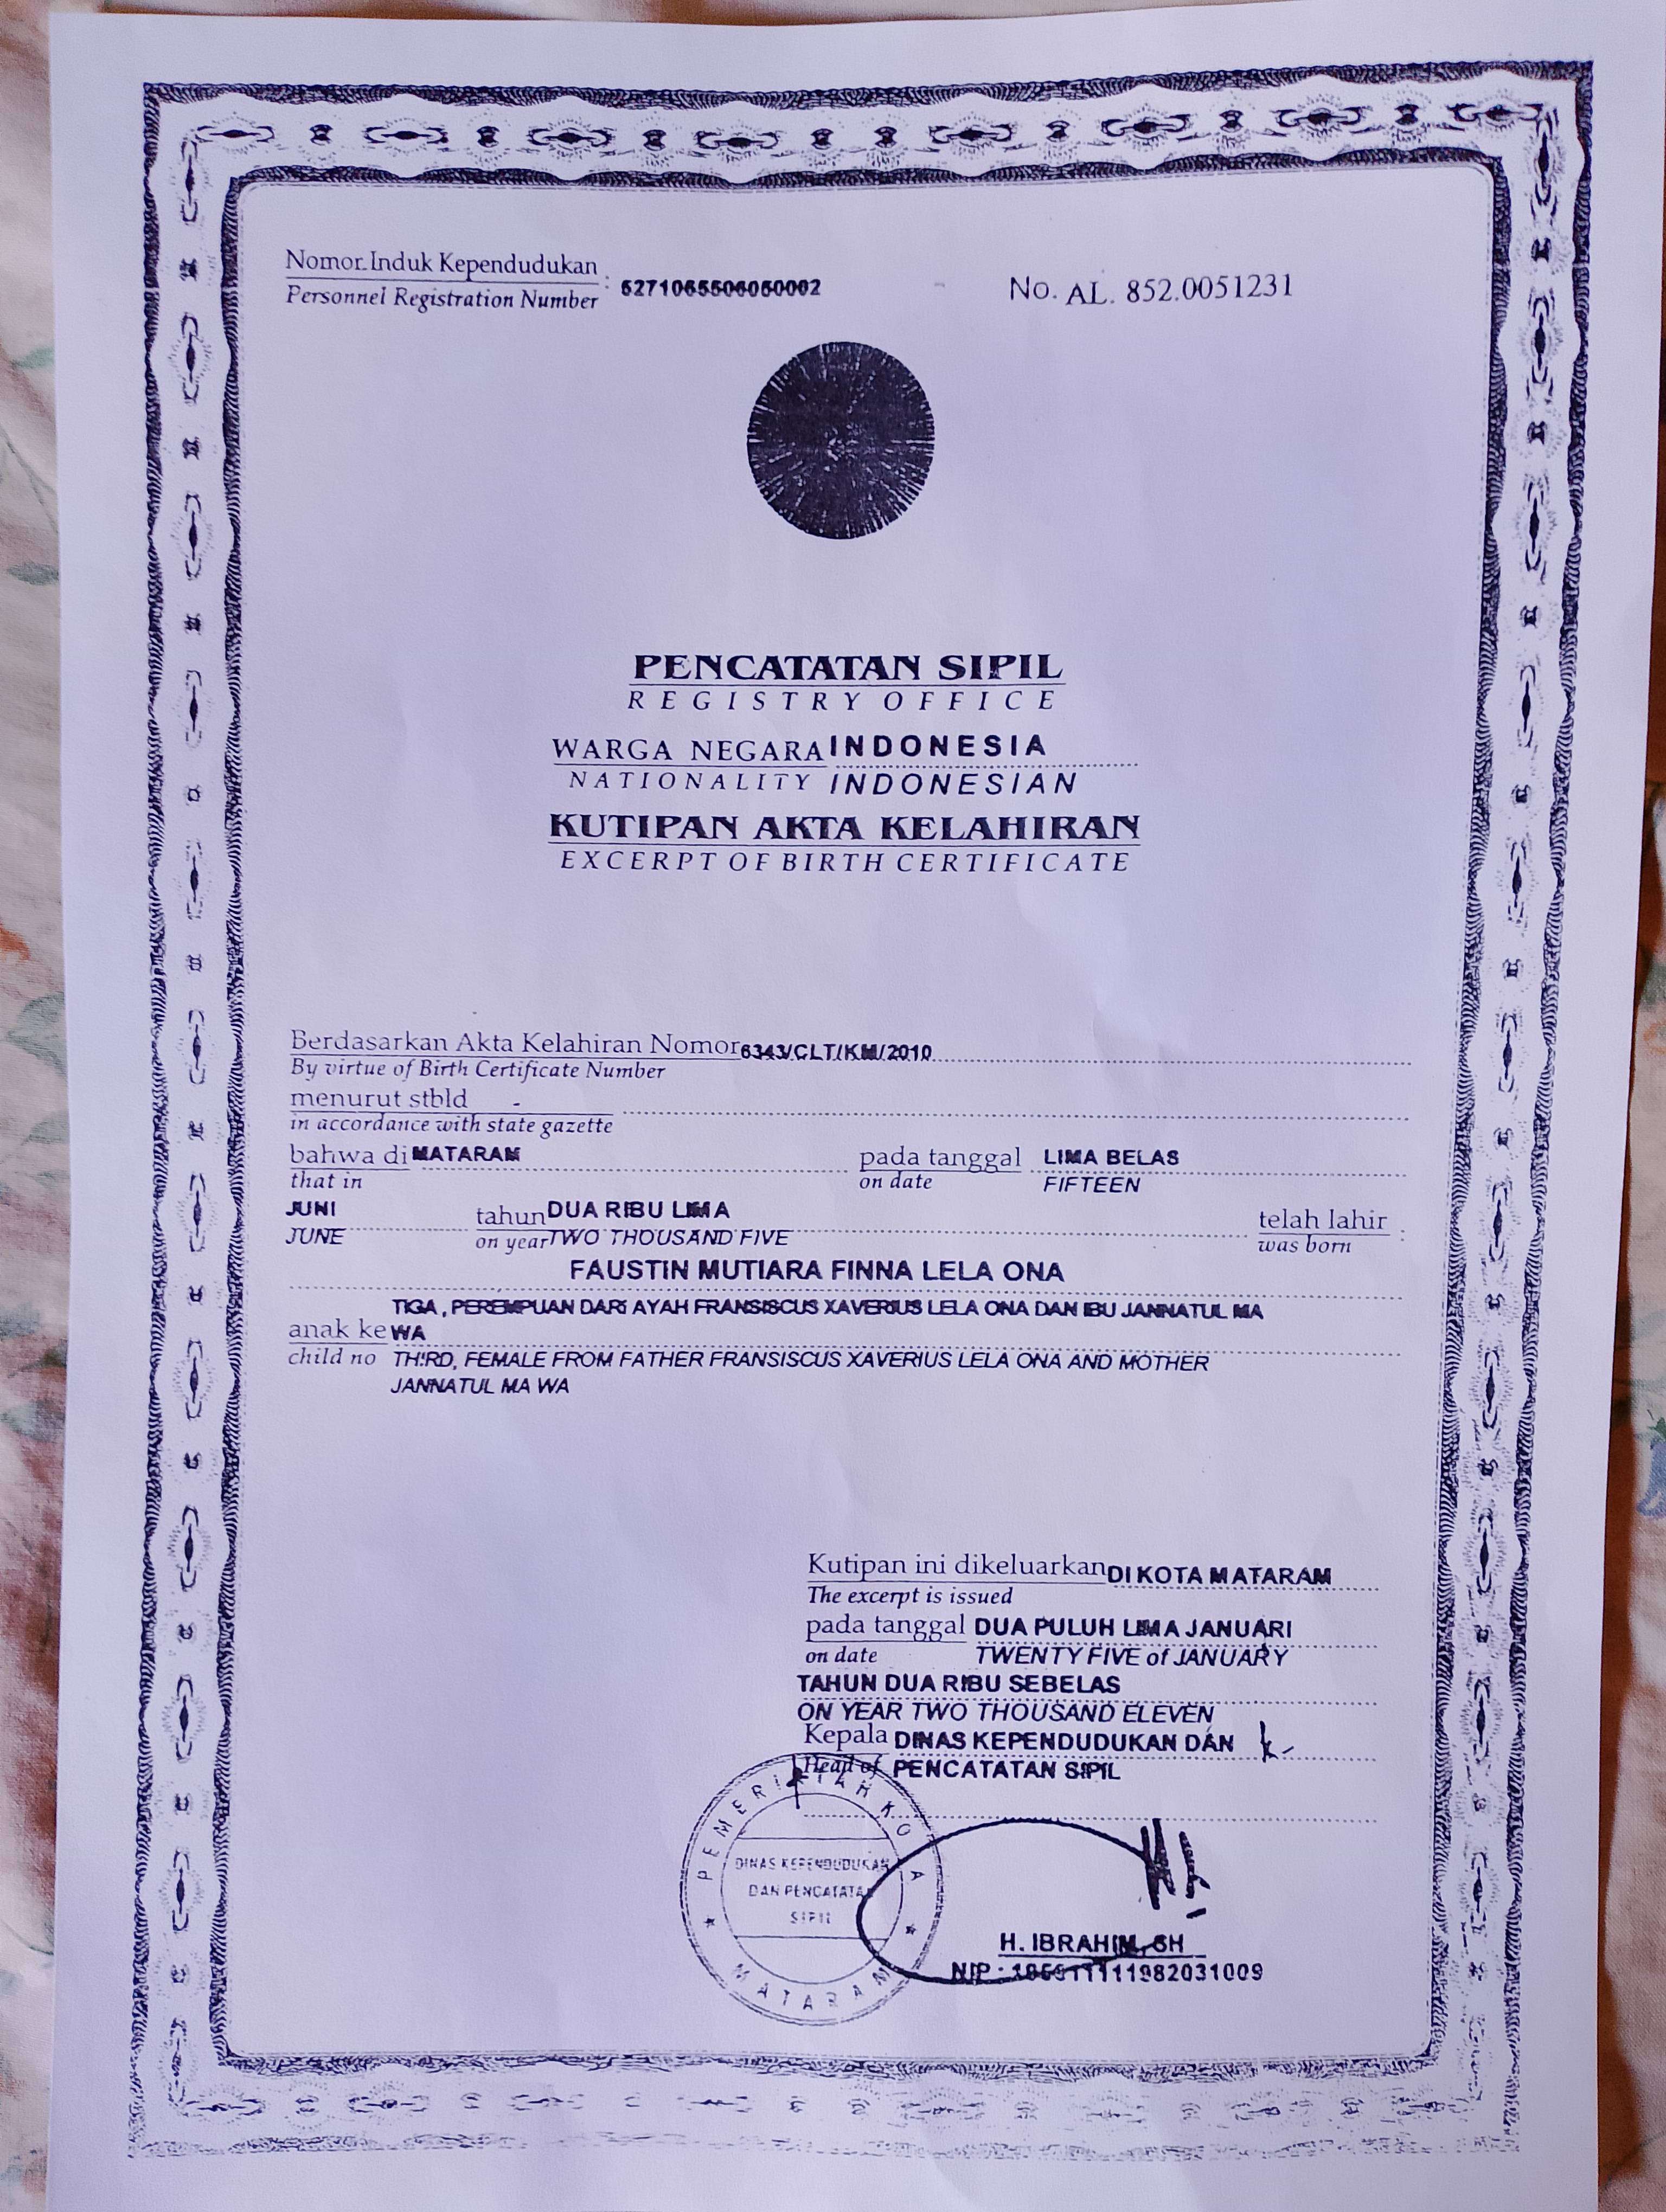 Nomor Induk Kependudukan
Personnel Registration Number
No. AL. 852.0051231
PENCATATAN SIPIL
REGISTRY OFFICE
WARGA NEGARA INDONESIA
NATIONALITY INDONESIAN
KUTIPAN AKTA KELAHIRAN
EXCERPT OF BIRTH CERTIFICATE
Berdasarkan Akta Kelahiran Nomor 6343/CLT/KM/2010
By virtue of Birth Certificate Number
menurut stbld -
in accordance with state gazette
bahwa di MATARAM pada tanggal LIMA BELAS
that in on date FIFTEEN
JUNI tahun DUA RIBU LIMA telah lahir :
JUNE on year TWO THOUSAND FIVE was born
FAUSTIN MUTIARA FINNA LELA ONA
TIGA, PEREMPUAN DARI AYAH FRANSISCUS XAVERIUS LELA ONA DAN IBU JANNATUL MA
anak ke WA
child no THIRD, FEMALE FROM FATHER FRANSISCUS XAVERIUS LELA ONA AND MOTHER
JANNATUL MA WA
Kutipan ini dikeluarkan DI KOTA MATARAM
The excerpt is issued
pada tanggal DUA PULUH LIMA JANUARI
on date TWENTY FIVE of JANUARY
TAHUN DUA RIBU SEBELAS
ON YEAR TWO THOUSAND ELEVEN
Kepala DINAS KEPENDUDUKAN DAN
Head of PENCATATAN SIPIL
PEMERINTAH KOTA
DINAS KEPENDUDUKAN
DAN PENCATATAN
SIPIL
MATARAM
H. IBRAHIM, SH
NIP :